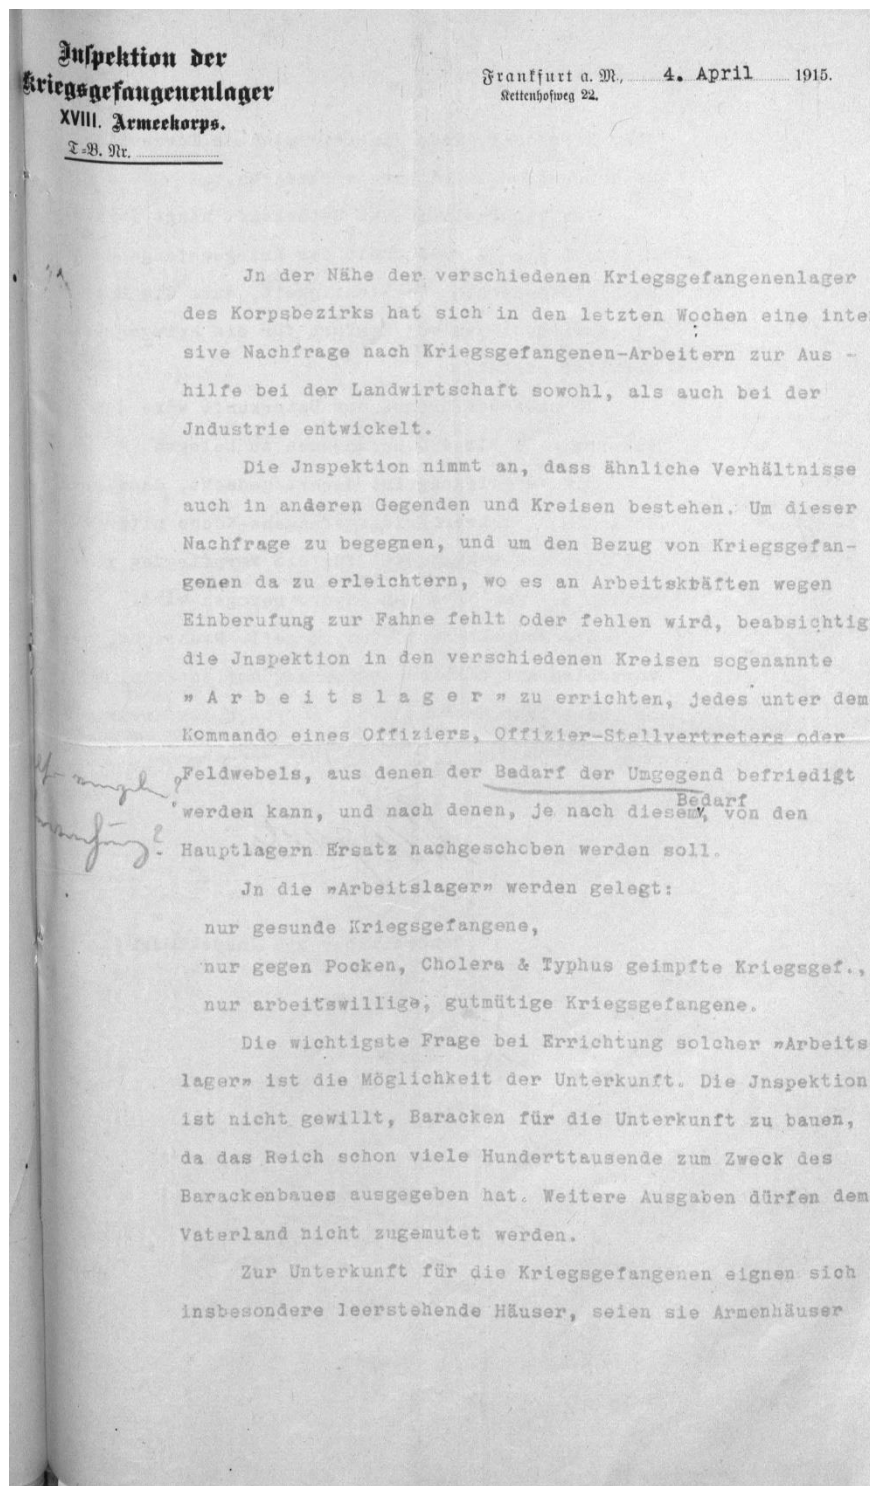 Inspektion der
Kriegsgefangenenlager
XVIII. Armeekorps.
T=B. Nr.
Frankfurt a. M., 4. April 1915.
Kettenhofweg 22.
Jn der Nähe der verschiedenen Kriegsgefangenenlager
des Korpsbezirks hat sich in den letzten Wochen eine inte
sive Nachfrage nach Kriegsgefangenen-Arbeitern zur Aus -
hilfe bei der Landwirtschaft sowohl, als auch bei der
Jndustrie entwickelt.
Die Jnspektion nimmt an, dass ähnliche Verhältnisse
auch in anderen Gegenden und Kreisen bestehen. Um dieser
Nachfrage zu begegnen, und um den Bezug von Kriegsgefan-
genen da zu erleichtern, wo es an Arbeitskräften wegen
Einberufung zur Fahne fehlt oder fehlen wird, beabsichtig
die Jnspektion in den verschiedenen Kreisen sogenannte
„ A r b e i t s l a g e r „ zu errichten, jedes unter dem
Kommando eines Offiziers, Offizier-Stellvertreters oder
Feldwebels, aus denen der Bedarf der Umgegend befriedigt
werden kann, und nach denen, je nach diesem Bedarf, von den
Hauptlagern Ersatz nachgeschoben werden soll.
Jn die „Arbeitslager„ werden gelegt:
nur gesunde Kriegsgefangene,
nur gegen Pocken, Cholera & Typhus geimpfte Kriegsgef.,
nur arbeitswillige, gutmütige Kriegsgefangene.
Die wichtigste Frage bei Errichtung solcher „Arbeits
lager„ ist die Möglichkeit der Unterkunft. Die Jnspektion
ist nicht gewillt, Baracken für die Unterkunft zu bauen,
da das Reich schon viele Hunderttausende zum Zweck des
Barackenbaues ausgegeben hat. Weitere Ausgaben dürfen dem
Vaterland nicht zugemutet werden.
Zur Unterkunft für die Kriegsgefangenen eignen sich
insbesondere leerstehende Häuser, seien sie Armenhäuser